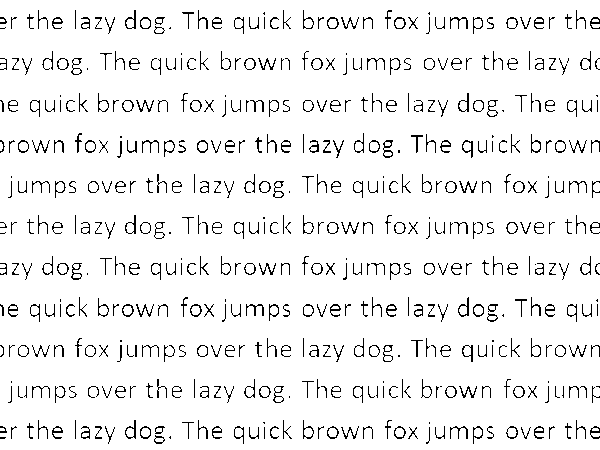 er the lazy dog. The quick brown fox jumps over the
azy dog. The quick brown fox jumps over the lazy do
he quick brown fox jumps over the lazy dog. The qui
brown fox jumps over the lazy dog. The quick brown
jumps over the lazy dog. The quick brown fox jump
er the lazy dog. The quick brown fox jumps over the
azy dog. The quick brown fox jumps over the lazy do
he quick brown fox jumps over the lazy dog. The qui
brown fox jumps over the lazy dog. The quick brown
jumps over the lazy dog. The quick brown fox jump
er the lazy dog. The quick brown fox jumps over the